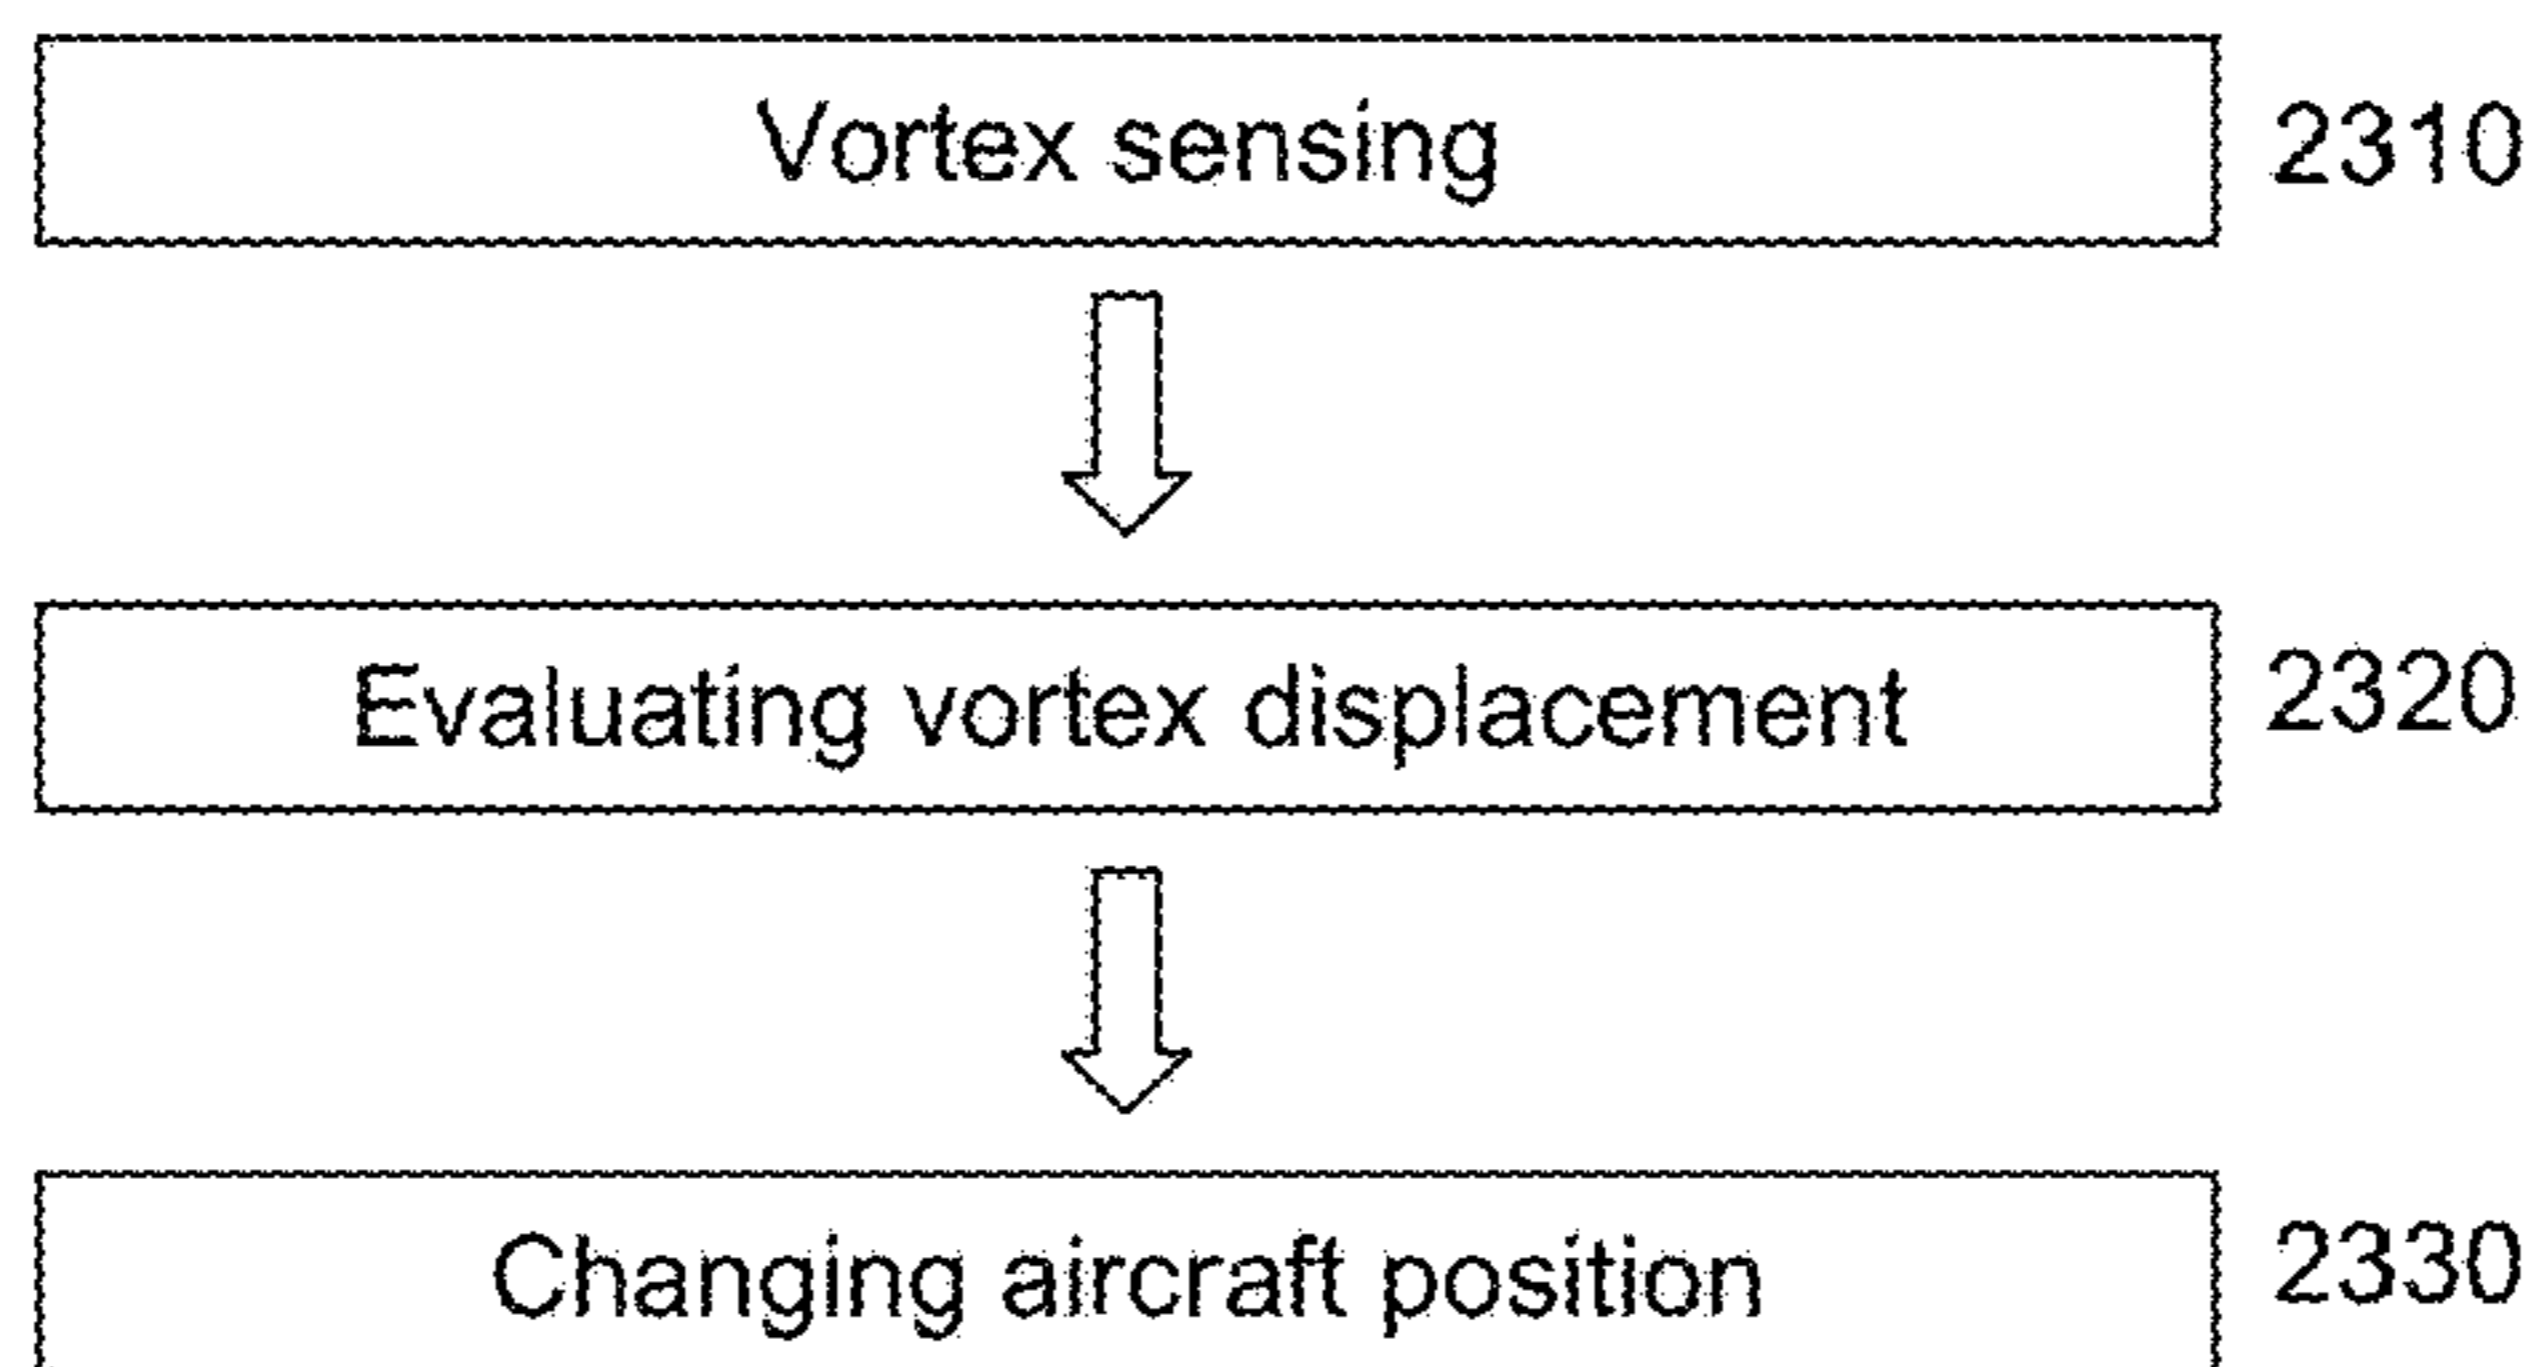 Vortex sensing 2310
Evaluating vortex displacement 2320
Changing aircraft position 2330